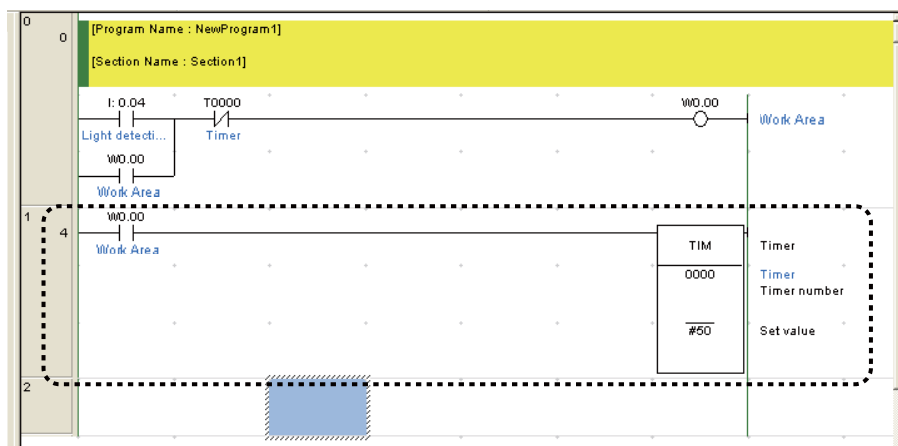 0
0
[Program Name : NewProgram1]
[Section Name : Section1]
I: 0.04 T0000 W0.00
Work Area
Light detecti... Timer
W0.00
Work Area
1
4
W0.00
Work Area
TIM Timer
0000 Timer
Timer number
#50 Set value
2